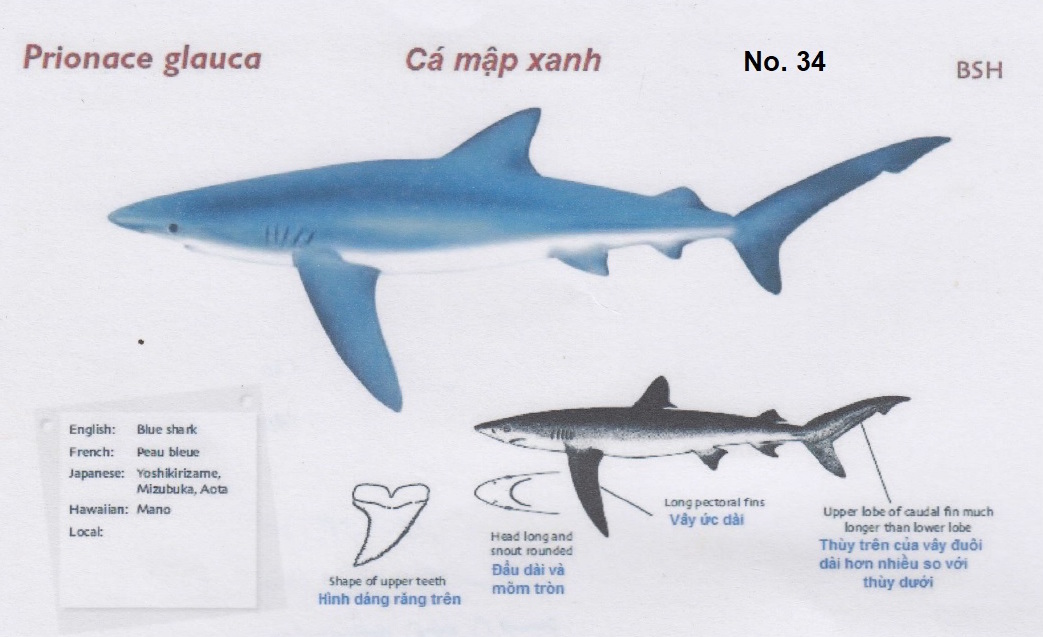 Prionace glauca
Cá mập xanh
No. 34
BSH
English: Blue shark
French: Peau bleue
Japanese: Yoshikirizame,
Mizubuka, Aota
Hawaiian: Mano
Local:
Shape of upper teeth
Hình dáng răng trên
Head long and
snout rounded
Đầu dài và
mõm tròn
Long pectoral fins
Vây ức dài
Upper lobe of caudal fin much
longer than lower lobe
Thùy trên của vây đuôi
dài hơn nhiều so với
thùy dưới